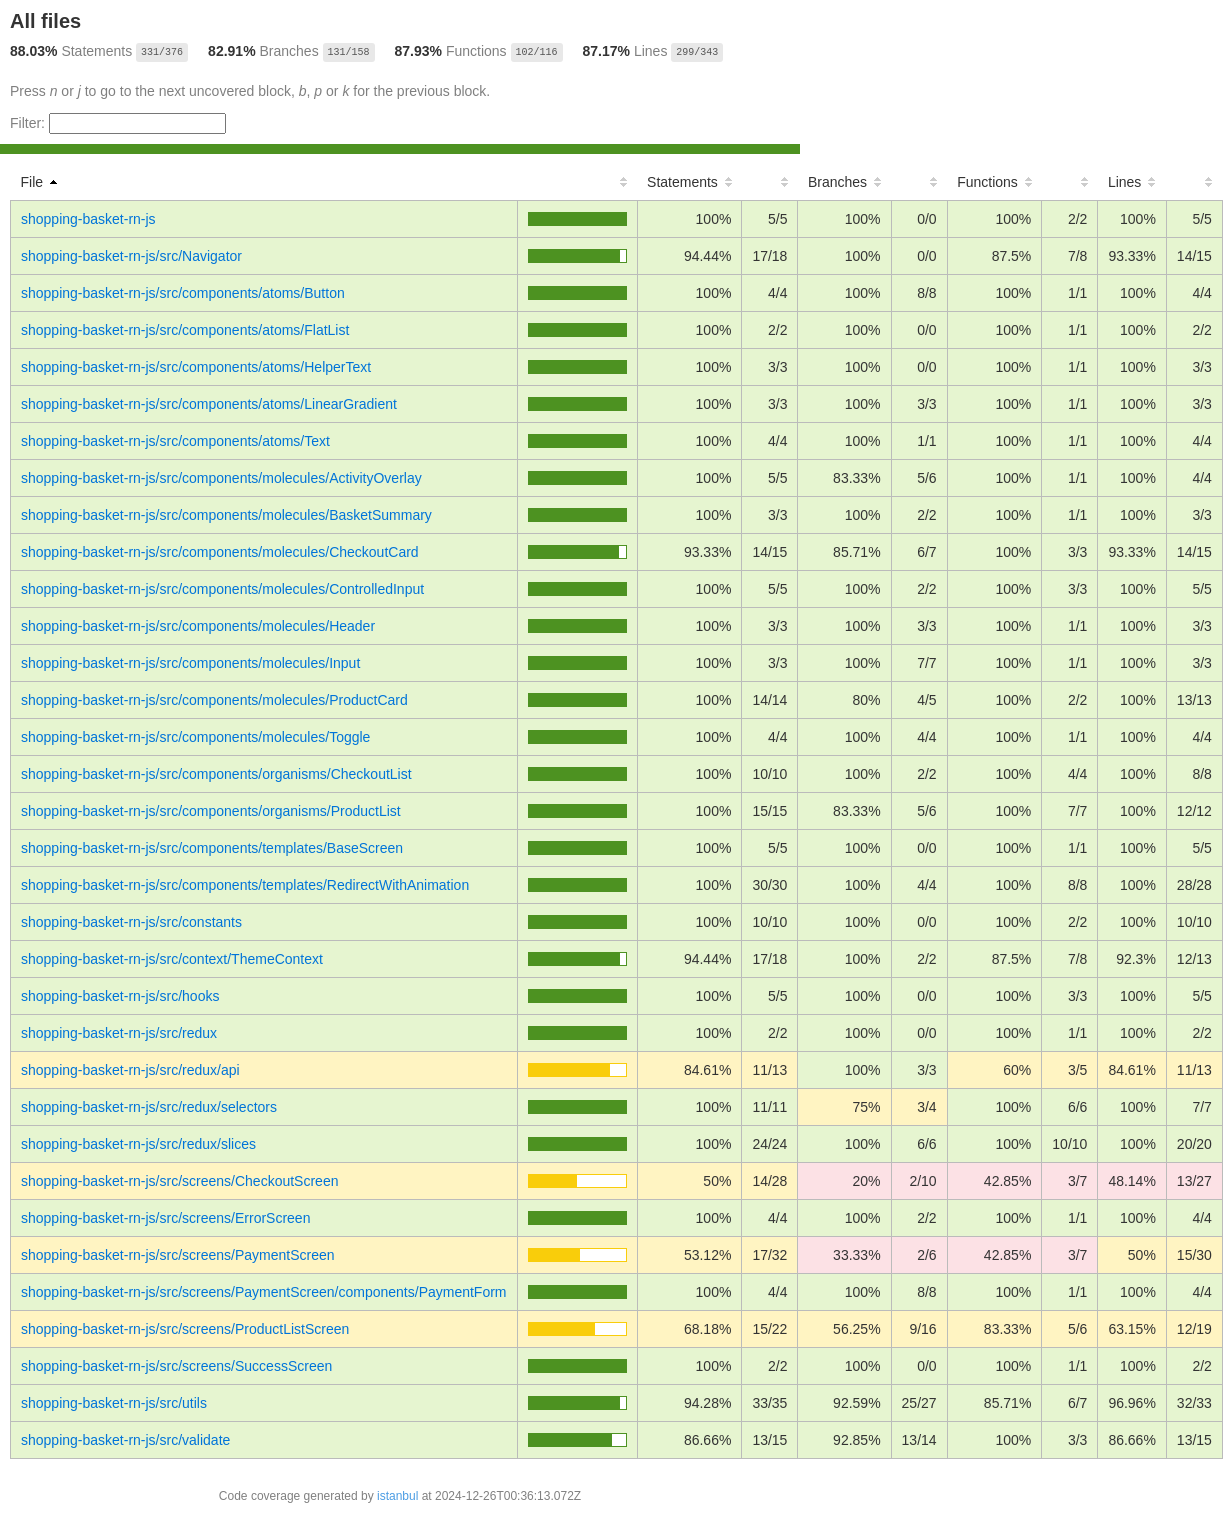 All files
88.03% Statements 331/376 82.91% Branches 131/158 87.93% Functions 102/116 87.17% Lines 299/343
Press n or j to go to the next uncovered block, b, p or k for the previous block.
Filter:
File Statements Branches Functions Lines
shopping-basket-rn-js 100% 5/5 100% 0/0 100% 2/2 100% 5/5
shopping-basket-rn-js/src/Navigator 94.44% 17/18 100% 0/0 87.5% 7/8 93.33% 14/15
shopping-basket-rn-js/src/components/atoms/Button 100% 4/4 100% 8/8 100% 1/1 100% 4/4
shopping-basket-rn-js/src/components/atoms/FlatList 100% 2/2 100% 0/0 100% 1/1 100% 2/2
shopping-basket-rn-js/src/components/atoms/HelperText 100% 3/3 100% 0/0 100% 1/1 100% 3/3
shopping-basket-rn-js/src/components/atoms/LinearGradient 100% 3/3 100% 3/3 100% 1/1 100% 3/3
shopping-basket-rn-js/src/components/atoms/Text 100% 4/4 100% 1/1 100% 1/1 100% 4/4
shopping-basket-rn-js/src/components/molecules/ActivityOverlay 100% 5/5 83.33% 5/6 100% 1/1 100% 4/4
shopping-basket-rn-js/src/components/molecules/BasketSummary 100% 3/3 100% 2/2 100% 1/1 100% 3/3
shopping-basket-rn-js/src/components/molecules/CheckoutCard 93.33% 14/15 85.71% 6/7 100% 3/3 93.33% 14/15
shopping-basket-rn-js/src/components/molecules/ControlledInput 100% 5/5 100% 2/2 100% 3/3 100% 5/5
shopping-basket-rn-js/src/components/molecules/Header 100% 3/3 100% 3/3 100% 1/1 100% 3/3
shopping-basket-rn-js/src/components/molecules/Input 100% 3/3 100% 7/7 100% 1/1 100% 3/3
shopping-basket-rn-js/src/components/molecules/ProductCard 100% 14/14 80% 4/5 100% 2/2 100% 13/13
shopping-basket-rn-js/src/components/molecules/Toggle 100% 4/4 100% 4/4 100% 1/1 100% 4/4
shopping-basket-rn-js/src/components/organisms/CheckoutList 100% 10/10 100% 2/2 100% 4/4 100% 8/8
shopping-basket-rn-js/src/components/organisms/ProductList 100% 15/15 83.33% 5/6 100% 7/7 100% 12/12
shopping-basket-rn-js/src/components/templates/BaseScreen 100% 5/5 100% 0/0 100% 1/1 100% 5/5
shopping-basket-rn-js/src/components/templates/RedirectWithAnimation 100% 30/30 100% 4/4 100% 8/8 100% 28/28
shopping-basket-rn-js/src/constants 100% 10/10 100% 0/0 100% 2/2 100% 10/10
shopping-basket-rn-js/src/context/ThemeContext 94.44% 17/18 100% 2/2 87.5% 7/8 92.3% 12/13
shopping-basket-rn-js/src/hooks 100% 5/5 100% 0/0 100% 3/3 100% 5/5
shopping-basket-rn-js/src/redux 100% 2/2 100% 0/0 100% 1/1 100% 2/2
shopping-basket-rn-js/src/redux/api 84.61% 11/13 100% 3/3 60% 3/5 84.61% 11/13
shopping-basket-rn-js/src/redux/selectors 100% 11/11 75% 3/4 100% 6/6 100% 7/7
shopping-basket-rn-js/src/redux/slices 100% 24/24 100% 6/6 100% 10/10 100% 20/20
shopping-basket-rn-js/src/screens/CheckoutScreen 50% 14/28 20% 2/10 42.85% 3/7 48.14% 13/27
shopping-basket-rn-js/src/screens/ErrorScreen 100% 4/4 100% 2/2 100% 1/1 100% 4/4
shopping-basket-rn-js/src/screens/PaymentScreen 53.12% 17/32 33.33% 2/6 42.85% 3/7 50% 15/30
shopping-basket-rn-js/src/screens/PaymentScreen/components/PaymentForm 100% 4/4 100% 8/8 100% 1/1 100% 4/4
shopping-basket-rn-js/src/screens/ProductListScreen 68.18% 15/22 56.25% 9/16 83.33% 5/6 63.15% 12/19
shopping-basket-rn-js/src/screens/SuccessScreen 100% 2/2 100% 0/0 100% 1/1 100% 2/2
shopping-basket-rn-js/src/utils 94.28% 33/35 92.59% 25/27 85.71% 6/7 96.96% 32/33
shopping-basket-rn-js/src/validate 86.66% 13/15 92.85% 13/14 100% 3/3 86.66% 13/15
Code coverage generated by istanbul at 2024-12-26T00:36:13.072Z